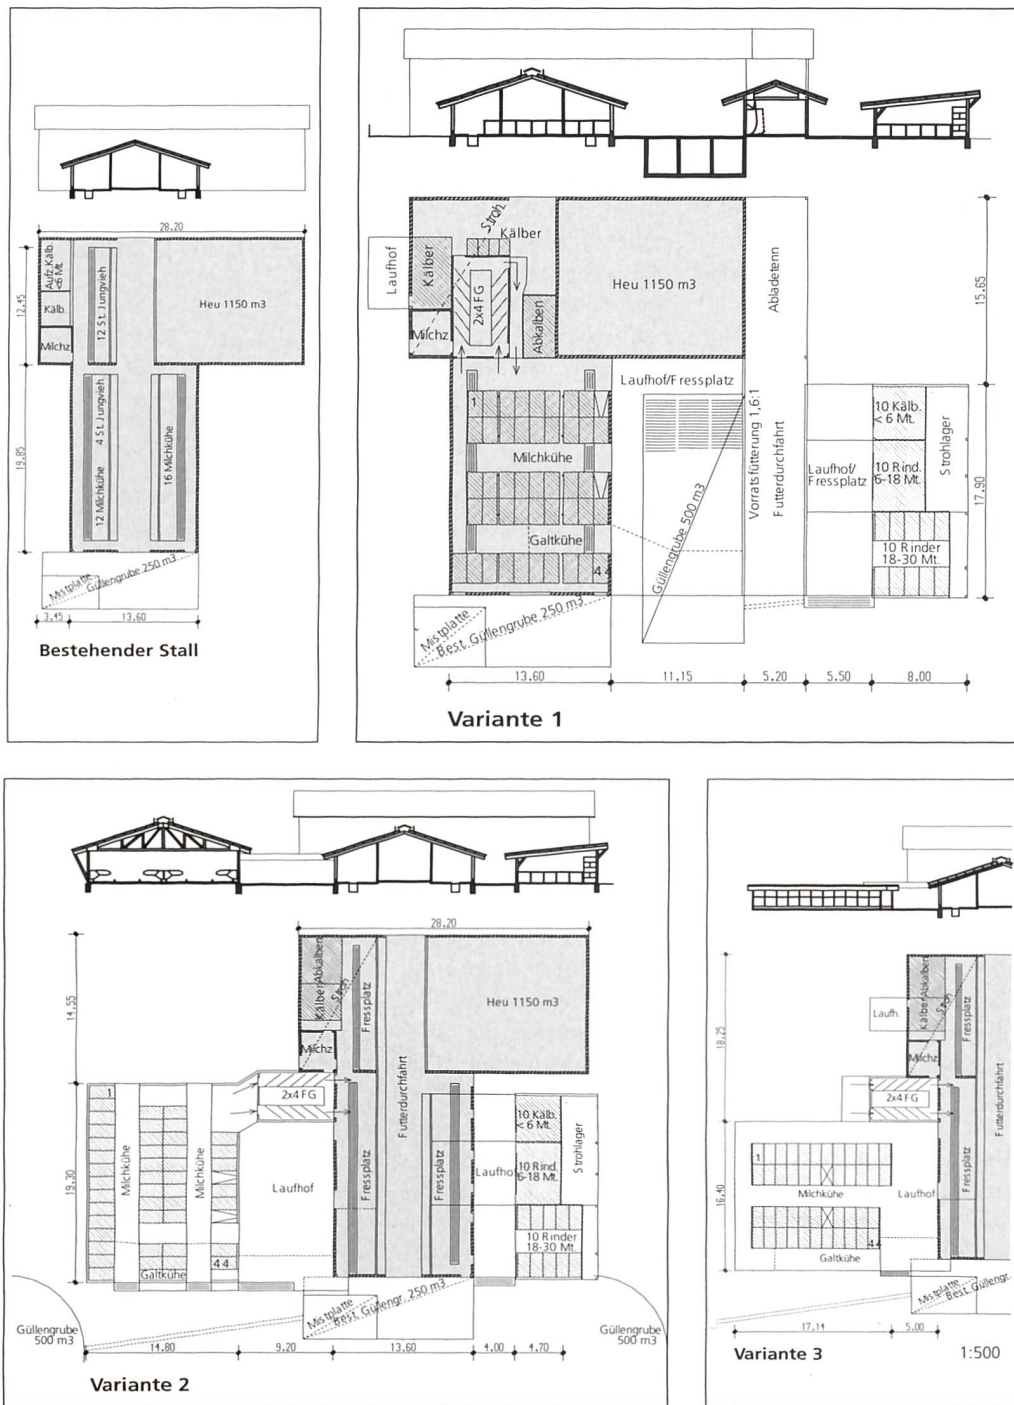 28.20
Aufz. Kälb.
<6 Mt.
Kälb.
Milchz
12 St. Jungvieh
Heu 1150 m3
12.45
19.85
12 Milchkühe 4 St. Jungvieh
16 Milchkühe
Mistplatte
Güllengrube 250 m3
3.45
13.60
Bestehender Stall
Laufhof
Kälber
Stroh
Kälber
2x4 FG
Milchz
Abkalben
Heu 1150 m3
Abladetenn
15.65
Laufhof/Fressplatz
1
Milchkühe
Galtkühe
44
Güllengrube 500 m3
Vorratsfütterung 1,6:1
Futterdurchfahrt
Laufhof/
Fressplatz
10 Kälb.
< 6 Mt.
10 Rind.
6-18 Mt.
Strohlager
10 Rinder
18-30 Mt.
17.90
Mistplatte
Best. Güllengrube 250 m3
13.60
11.15
5.20
5.50
8.00
Variante 1
28.20
14.55
Kälber
Abkalben
Stroh
Fressplatz
Milchz
Heu 1150 m3
Futterdurchfahrt
2x4 FG
1
19.30
Milchkühe
Milchkühe
Laufhof
Fressplatz
Fressplatz
Laufhof
10 Kälb.
< 6 Mt.
10 Rind.
6-18 Mt.
Strohlager
10 Rinder
18-30 Mt.
Galtkühe
44
Mistplatte
Best. Güllengr. 250 m3
Güllengrube
500 m3
Güllengrube
500 m3
14.80
9.20
13.60
4.00
4.70
Variante 2
18.25
Kälber
Abkalben
Stroh
Fressplatz
Laufh.
Milchz
2x4 FG
Futterdurchfahrt
16.40
1
Milchkühe
Laufhof
Fressplatz
44
Galtkühe
Mistplatte
Best. Güllengr.
17.14
5.00
Variante 3
1:500